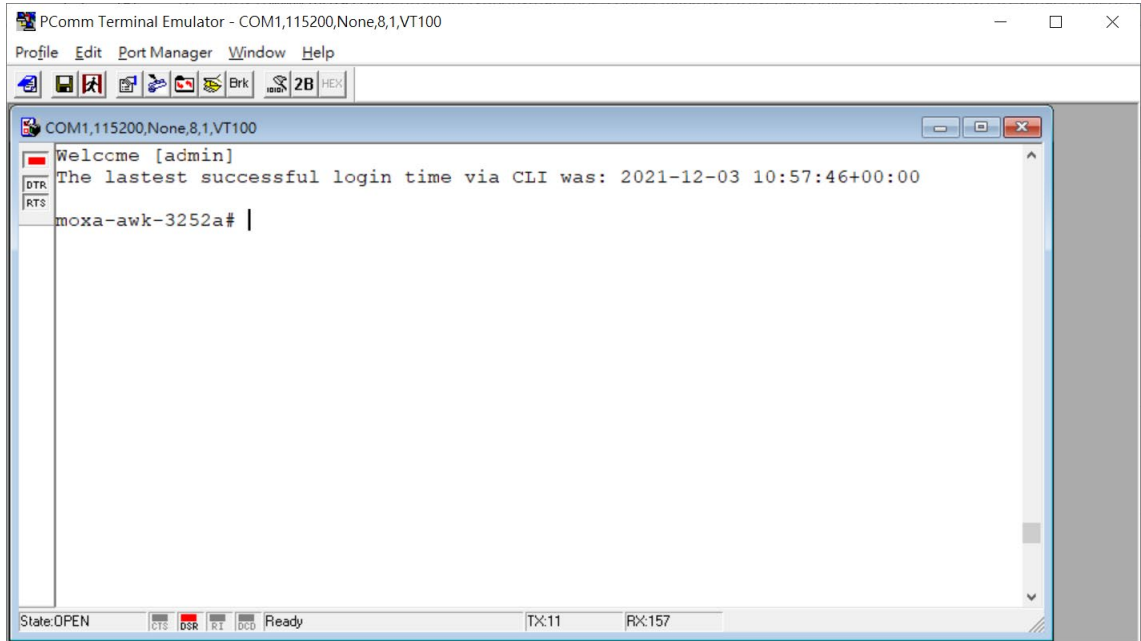 PComm Terminal Emulator - COM1,115200,None,8,1,VT100
Profile Edit Port Manager Window Help
Brk 2B HEX
COM1,115200,None,8,1,VT100
Welccme [admin]
DTR
The lastest successful login time via CLI was: 2021-12-03 10:57:46+00:00
RTS
moxa-awk-3252a#
State:OPEN CTS DSR RI DCD Ready TX:11 RX:157